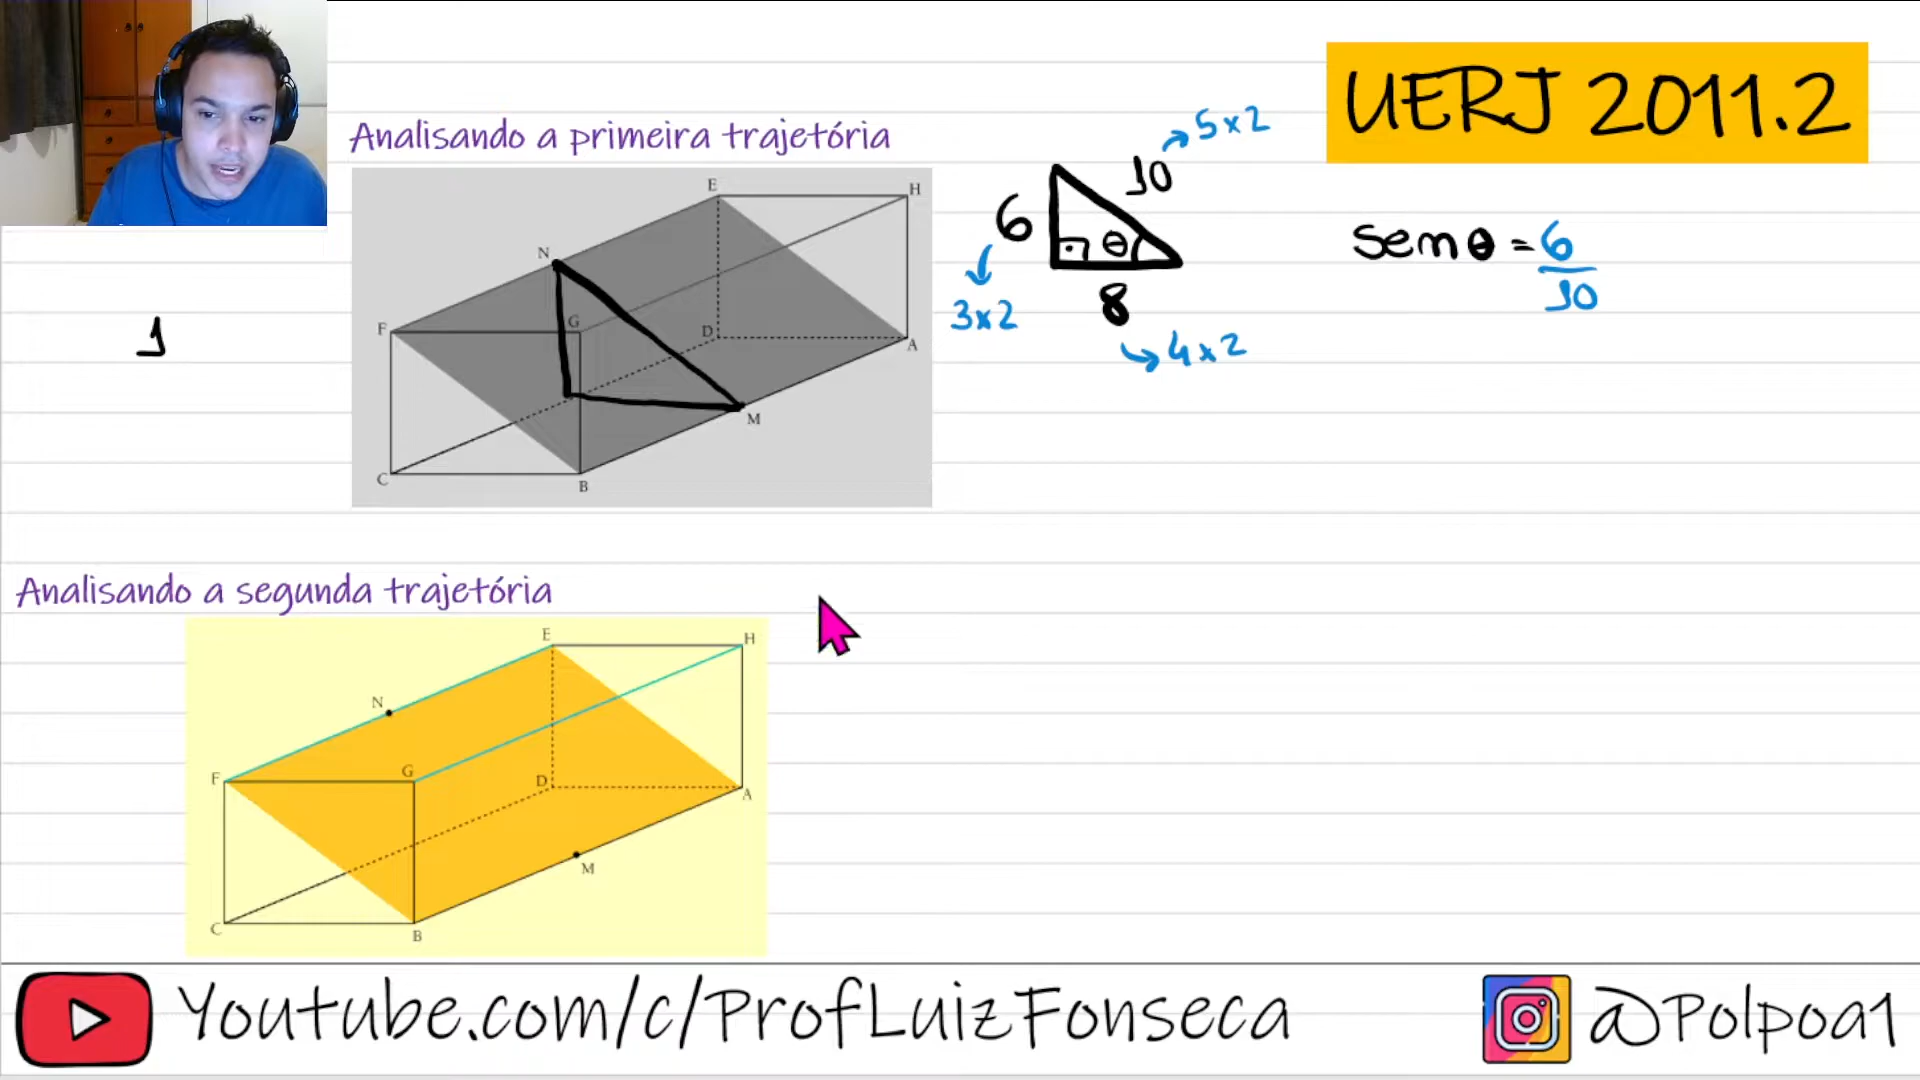 UERJ 2011.2
Analisando a primeira trajetória
E
H
N
F
G
D
A
M
C
B
1
6
3x2
10
5x2
θ
8
4x2
Sem θ = 6
10
Analisando a segunda trajetória
E
H
N
F
G
D
A
M
C
B
Youtube.com/c/ProfLuizFonseca
@Polpoa1